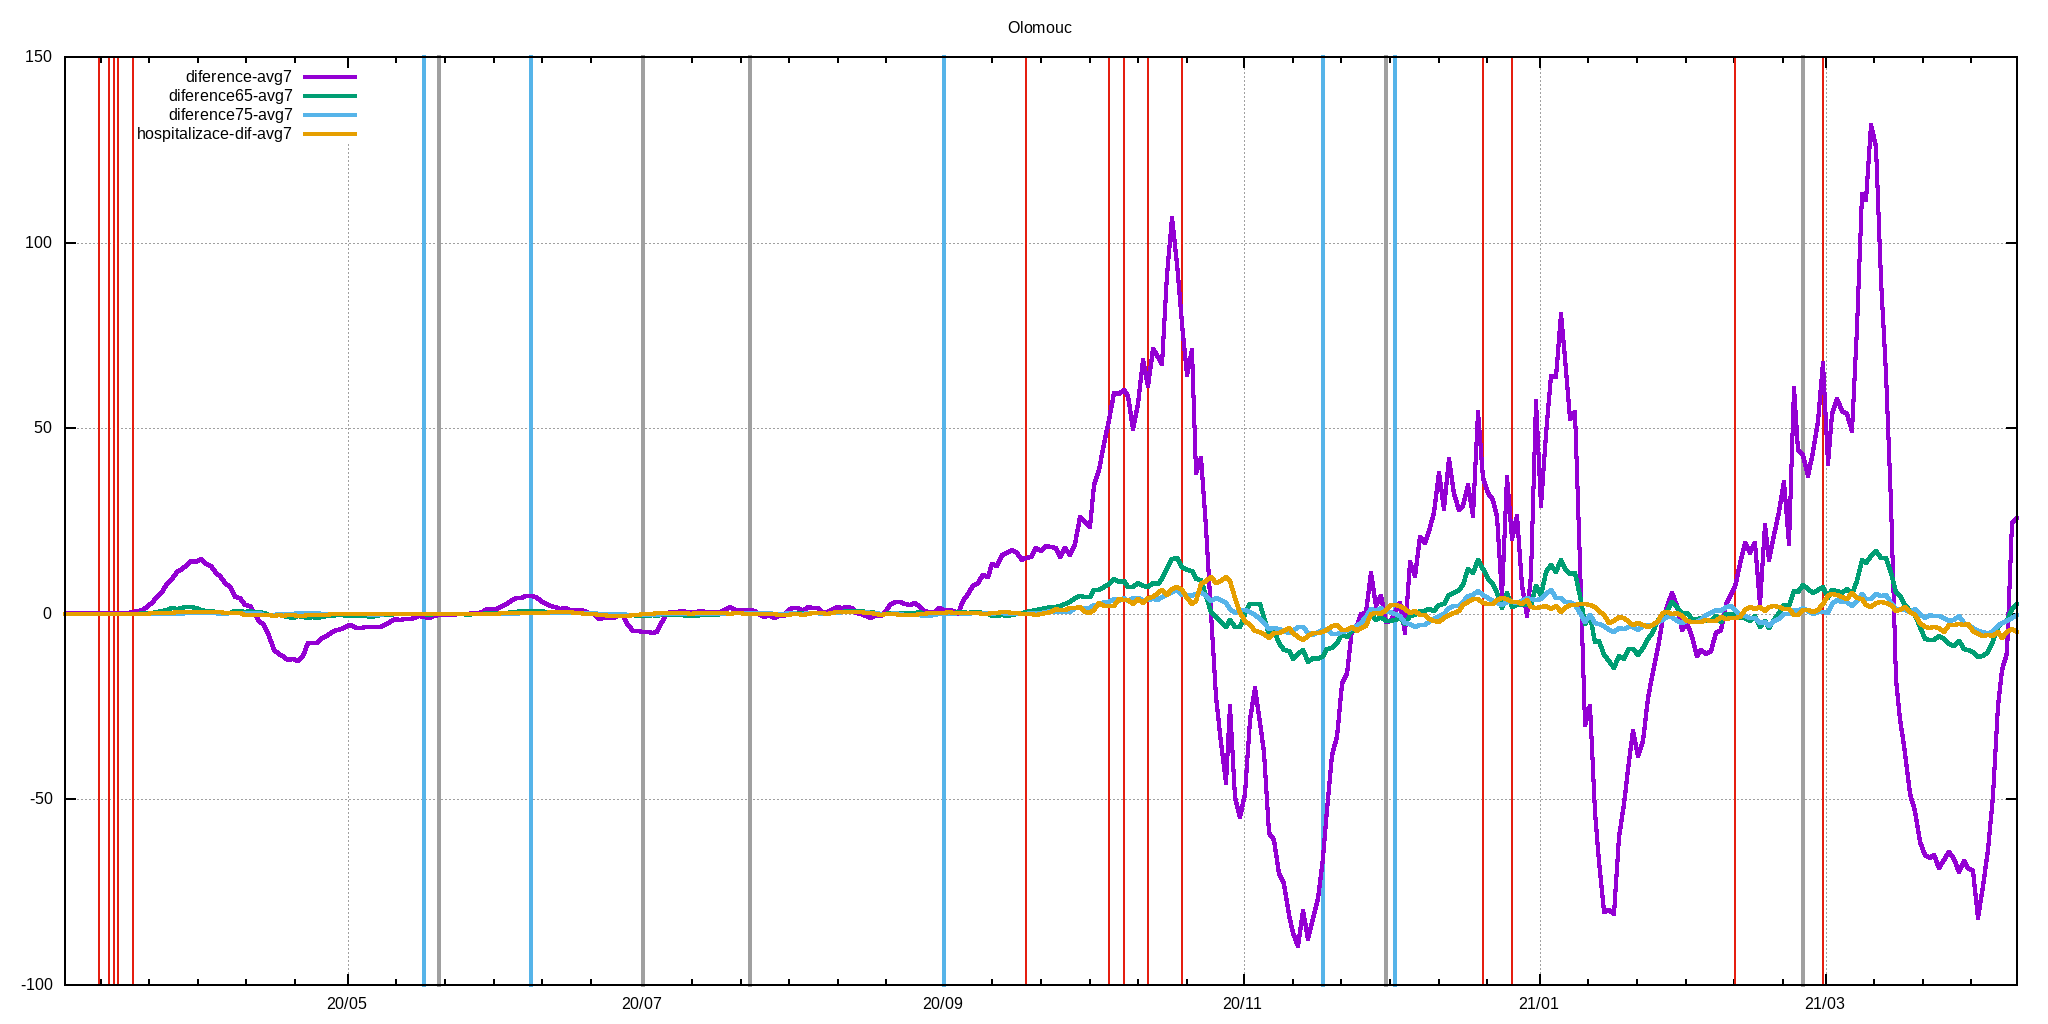 Olomouc
150
100
50
0
-50
-100
diference-avg7
diference65-avg7
diference75-avg7
hospitalizace-dif-avg7
20/05
20/07
20/09
20/11
21/01
21/03